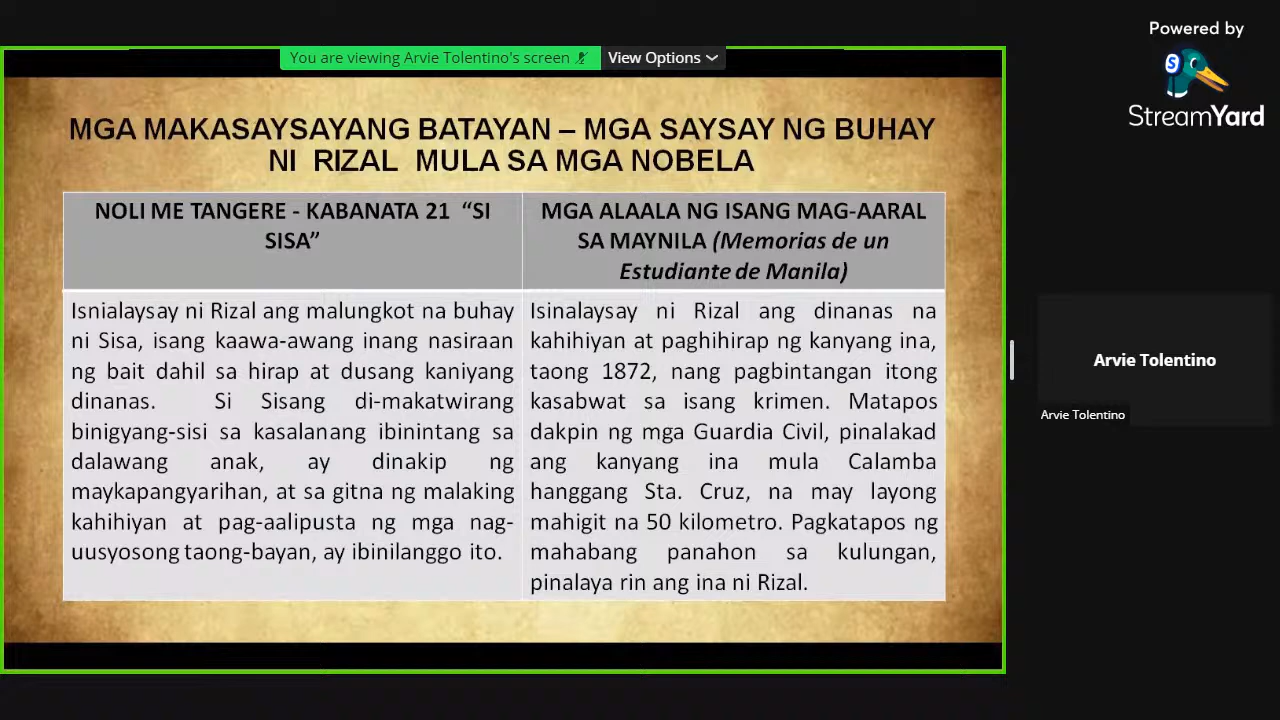 Powered by
StreamYard
You are viewing Arvie Tolentino's screen
View Options
MGA MAKASAYSAYANG BATAYAN – MGA SAYSAY NG BUHAY
NI RIZAL MULA SA MGA NOBELA
NOLI ME TANGERE - KABANATA 21 “SI
SISA”
Isnialaysay ni Rizal ang malungkot na buhay
ni Sisa, isang kaawa-awang inang nasiraan
ng bait dahil sa hirap at dusang kaniyang
dinanas. Si Sisang di-makatwirang
binigyang-sisi sa kasalanang ibinintang sa
dalawang anak, ay dinakip ng
maykapangyarihan, at sa gitna ng malaking
kahihiyan at pag-aalipusta ng mga nag-
uusyosong taong-bayan, ay ibinilanggo ito.
MGA ALAALA NG ISANG MAG-AARAL
SA MAYNILA (Memorias de un
Estudiante de Manila)
Isinalaysay ni Rizal ang dinanas na
kahihiyan at paghihirap ng kanyang ina,
taong 1872, nang pagbintangan itong
kasabwat sa isang krimen. Matapos
dakpin ng mga Guardia Civil, pinalakad
ang kanyang ina mula Calamba
hanggang Sta. Cruz, na may layong
mahigit na 50 kilometro. Pagkatapos ng
mahabang panahon sa kulungan,
pinalaya rin ang ina ni Rizal.
Arvie Tolentino
Arvie Tolentino